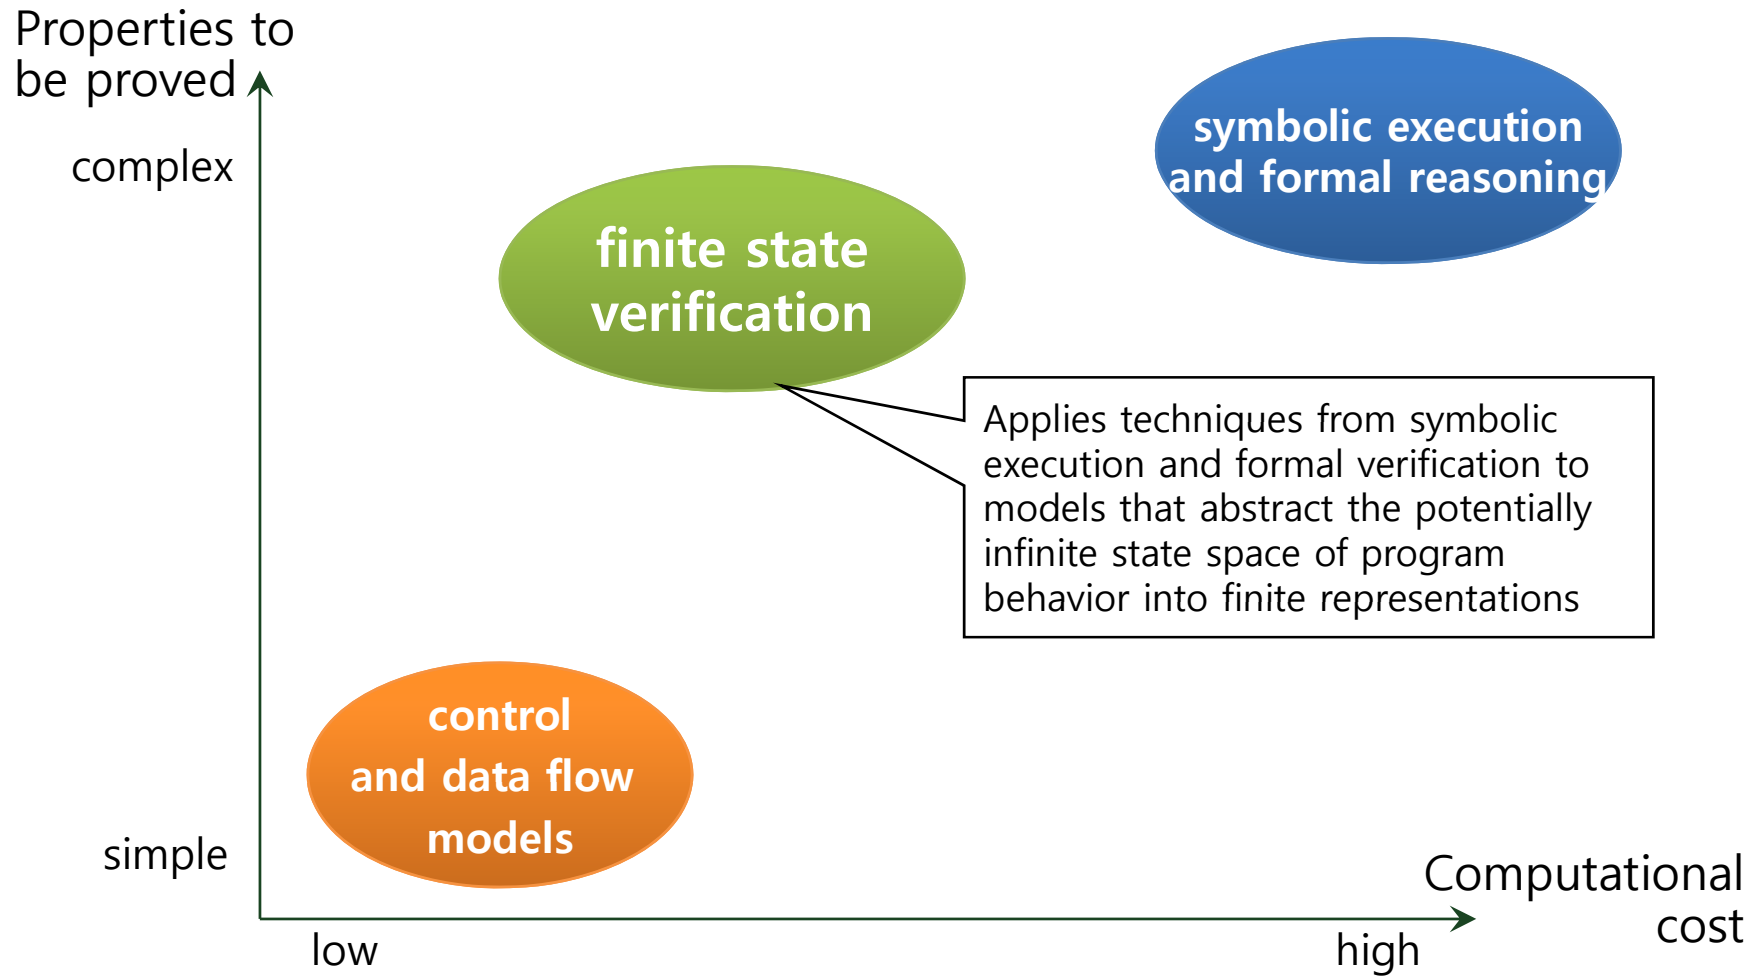 Properties to
be proved
complex
symbolic execution
and formal reasoning
finite state
verification
Applies techniques from symbolic
execution and formal verification to
models that abstract the potentially
infinite state space of program
behavior into finite representations
control
and data flow
models
simple
Computational
cost
low
high